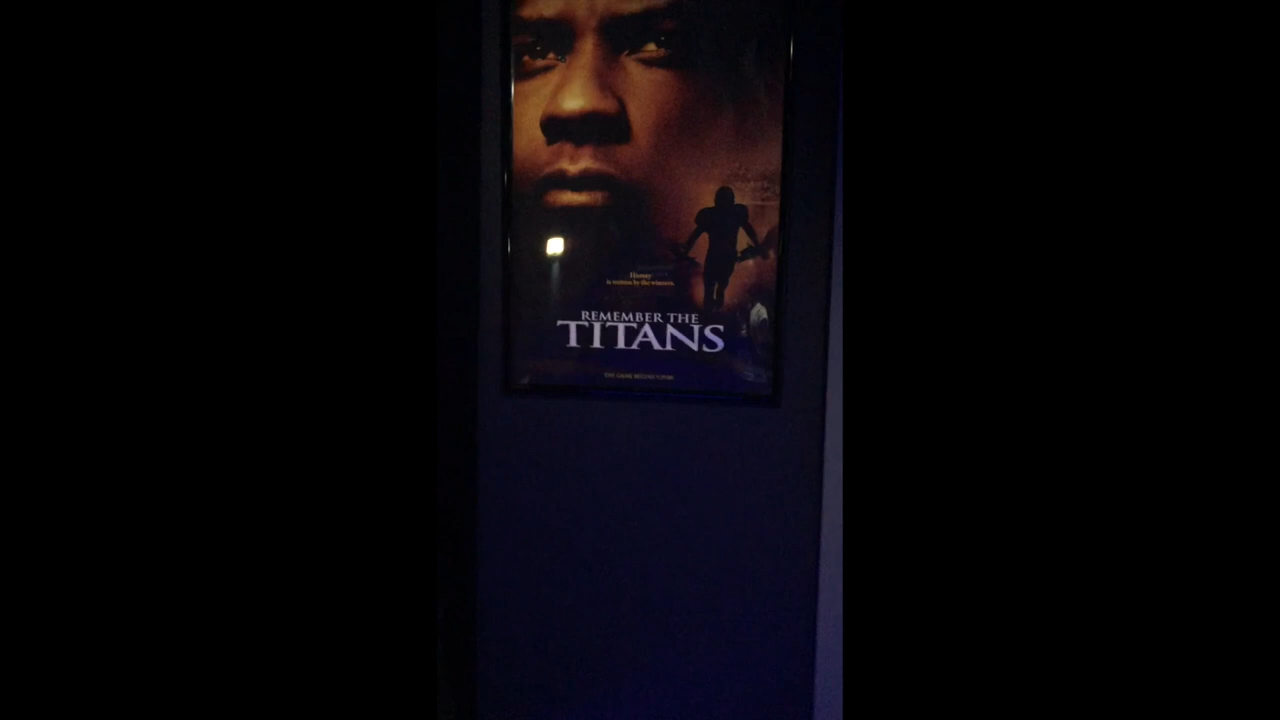 History
is written by the winners.
REMEMBER THE
TITANS